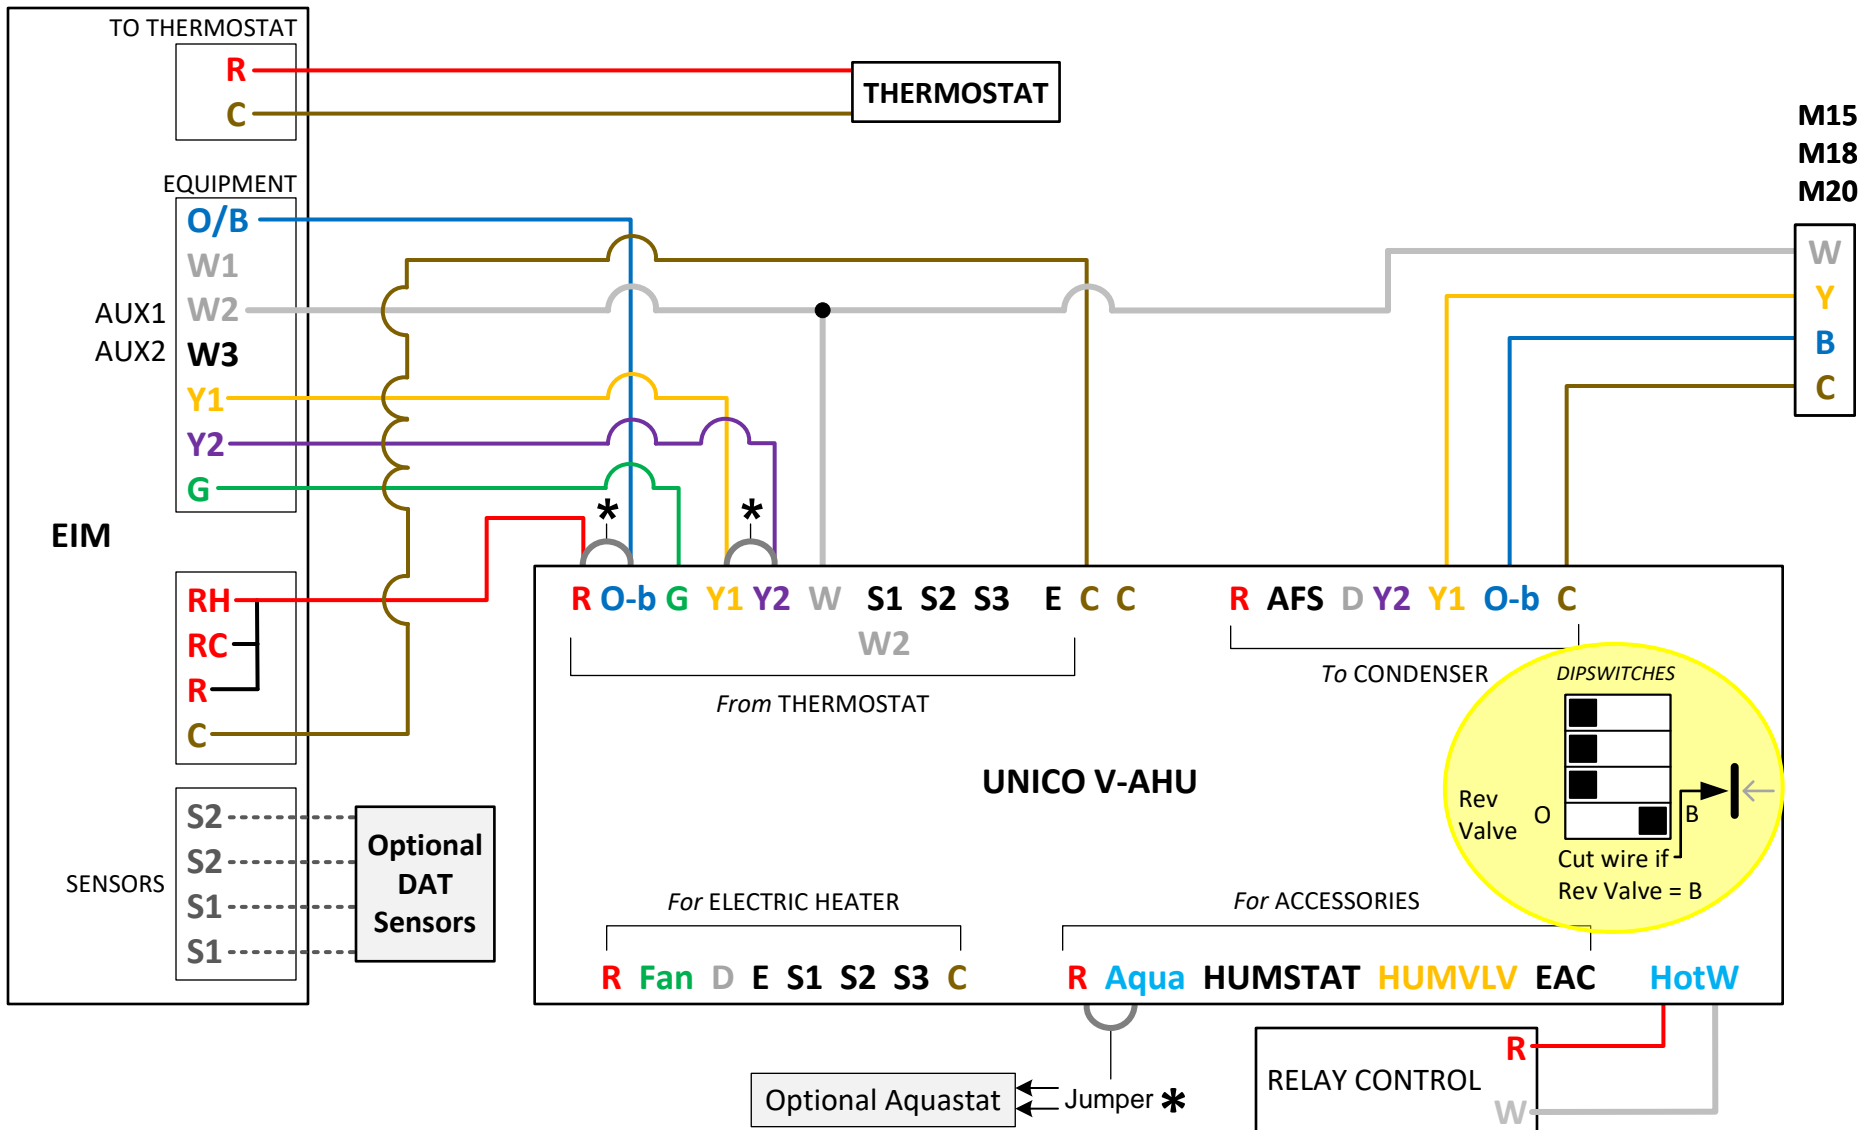 TO THERMOSTAT
R
C
THERMOSTAT
M15
M18
M20
EQUIPMENT
O/B
W1
AUX1 W2
AUX2 W3
Y1
Y2
G
W
Y
B
C
EIM
RH
RC
R
C
* *
R O-b G Y1 Y2 W S1 S2 S3 E C C
W2
From THERMOSTAT
R AFS D Y2 Y1 O-b C
To CONDENSER
DIPSWITCHES
Rev
Valve O B
Cut wire if
Rev Valve = B
UNICO V-AHU
SENSORS
S2
S2
S1
S1
Optional
DAT
Sensors
For ELECTRIC HEATER
R Fan D E S1 S2 S3 C
For ACCESSORIES
R Aqua HUMSTAT HUMVLV EAC HotW
Optional Aquastat
Jumper *
RELAY CONTROL
R
W